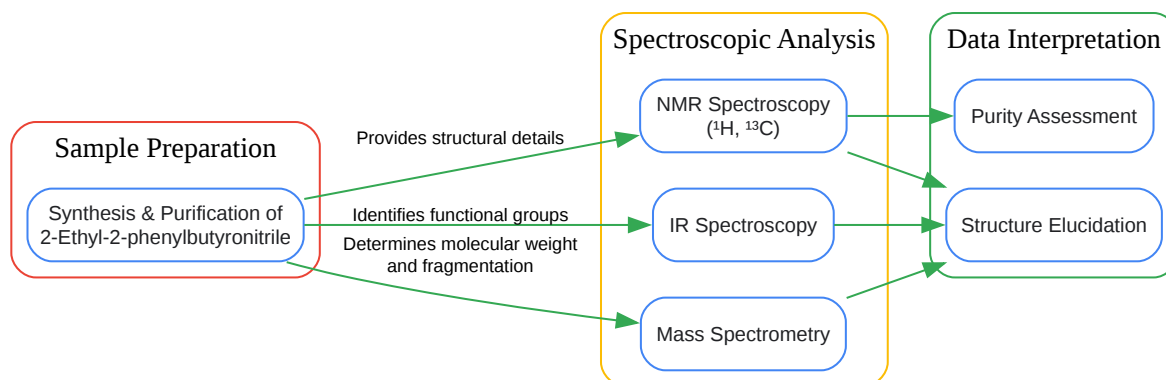 Sample Preparation
Synthesis & Purification of
2-Ethyl-2-phenylbutyronitrile
Provides structural details
Identifies functional groups
Determines molecular weight
and fragmentation
Spectroscopic Analysis
NMR Spectroscopy
(¹H, ¹³C)
IR Spectroscopy
Mass Spectrometry
Data Interpretation
Purity Assessment
Structure Elucidation